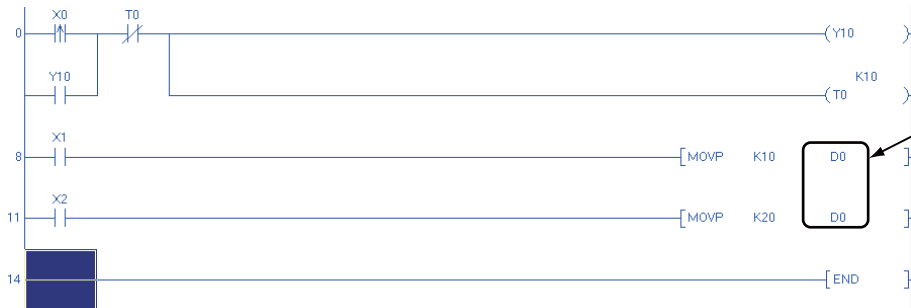 X0 T0
0 Y10
Y10 K10
T0
X1
8 MOVP K10 D0
X2
11 MOVP K20 D0
14 END